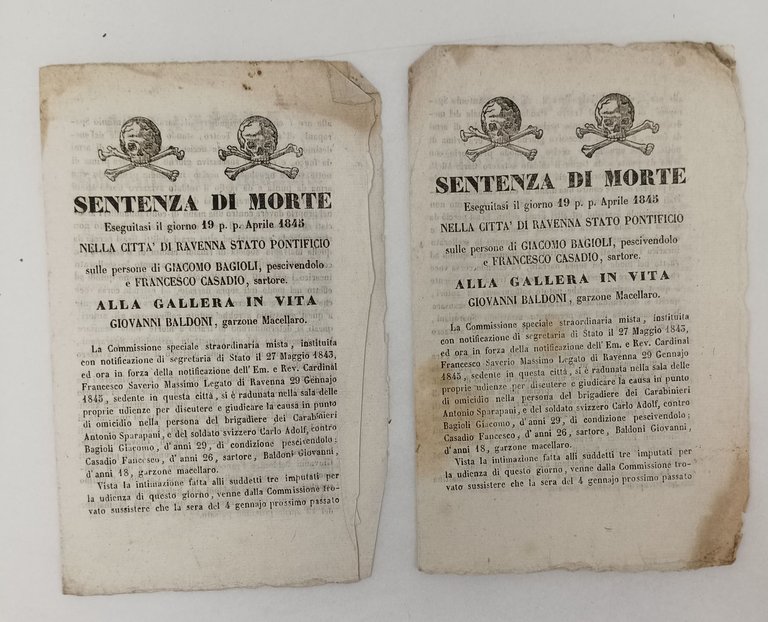 SENTENZA DI MORTE
Eseguitasi il giorno 19 p. p. Aprile 1845
NELLA CITTA' DI RAVENNA STATO PONTIFICIO
sulle persone di GIACOMO BAGIOLI, pescivendolo
e FRANCESCO CASADIO, sartore.
ALLA GALLERA IN VITA
GIOVANNI BALDONI, garzone Macellaro.
La Commissione speciale straordinaria mista, instituita
con notificazione di segretaria di Stato il 27 Maggio 1843,
ed ora in forza della notificazione dell' Em. e Rev. Cardinal
Francesco Saverio Massimo Legato di Ravenna 29 Gennajo
1845, sedente in questa città, si è radunata nella sala delle
proprie udienze per discutere e giudicare la causa in punto
di omicidio nella persona del brigadiere dei Carabinieri
Antonio Sparapani, e del soldato svizzero Carlo Adolf, contro
Bagioli Giacomo, d'anni 29, di condizione pescivendolo;
Casadio Fancesco, d'anni 26, sartore, Baldoni Giovanni,
d'anni 18, garzone macellaro.
Vista la intimazione fatta alli suddetti tre imputati per
la udienza di questo giorno, venne dalla Commissione tro-
vato sussistere che la sera del 4 gennajo prossimo passato
SENTENZA DI MORTE
Eseguitasi il giorno 19 p. p. Aprile 1845
NELLA CITTA' DI RAVENNA STATO PONTIFICIO
sulle persone di GIACOMO BAGIOLI, pescivendolo
e FRANCESCO CASADIO, sartore.
ALLA GALLERA IN VITA
GIOVANNI BALDONI, garzone Macellaro.
La Commissione speciale straordinaria mista, instituita
con notificazione di segretaria di Stato il 27 Maggio 1843,
ed ora in forza della notificazione dell' Em. e Rev. Cardinal
Francesco Saverio Massimo Legato di Ravenna 29 Gennajo
1845, sedente in questa città, si è radunata nella sala delle
proprie udienze per discutere e giudicare la causa in punto
di omicidio nella persona del brigadiere dei Carabinieri
Antonio Sparapani, e del soldato svizzero Carlo Adolf, contro
Bagioli Giacomo, d'anni 29, di condizione pescivendolo;
Casadio Fancesco, d'anni 26, sartore, Baldoni Giovanni,
d'anni 18, garzone macellaro.
Vista la intimazione fatta alli suddetti tre imputati per
la udienza di questo giorno, venne dalla Commissione tro-
vato sussistere che la sera del 4 gennajo prossimo passato